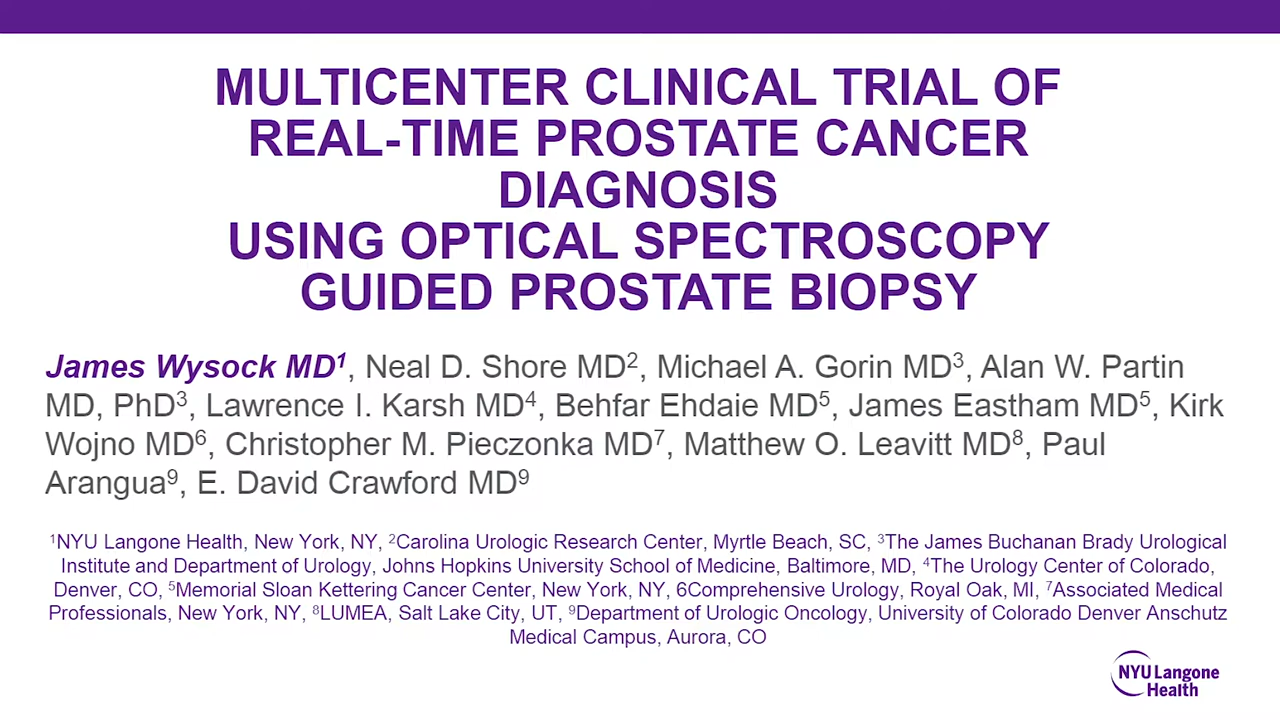 MULTICENTER CLINICAL TRIAL OF
REAL-TIME PROSTATE CANCER
DIAGNOSIS
USING OPTICAL SPECTROSCOPY
GUIDED PROSTATE BIOPSY
James Wysock MD¹, Neal D. Shore MD², Michael A. Gorin MD³, Alan W. Partin
MD, PhD³, Lawrence I. Karsh MD⁴, Behfar Ehdaie MD⁵, James Eastham MD⁵, Kirk
Wojno MD⁶, Christopher M. Pieczonka MD⁷, Matthew O. Leavitt MD⁸, Paul
Arangua⁹, E. David Crawford MD⁹
¹NYU Langone Health, New York, NY, ²Carolina Urologic Research Center, Myrtle Beach, SC, ³The James Buchanan Brady Urological
Institute and Department of Urology, Johns Hopkins University School of Medicine, Baltimore, MD, ⁴The Urology Center of Colorado,
Denver, CO, ⁵Memorial Sloan Kettering Cancer Center, New York, NY, 6Comprehensive Urology, Royal Oak, MI, ⁷Associated Medical
Professionals, New York, NY, ⁸LUMEA, Salt Lake City, UT, ⁹Department of Urologic Oncology, University of Colorado Denver Anschutz
Medical Campus, Aurora, CO
NYU Langone
Health